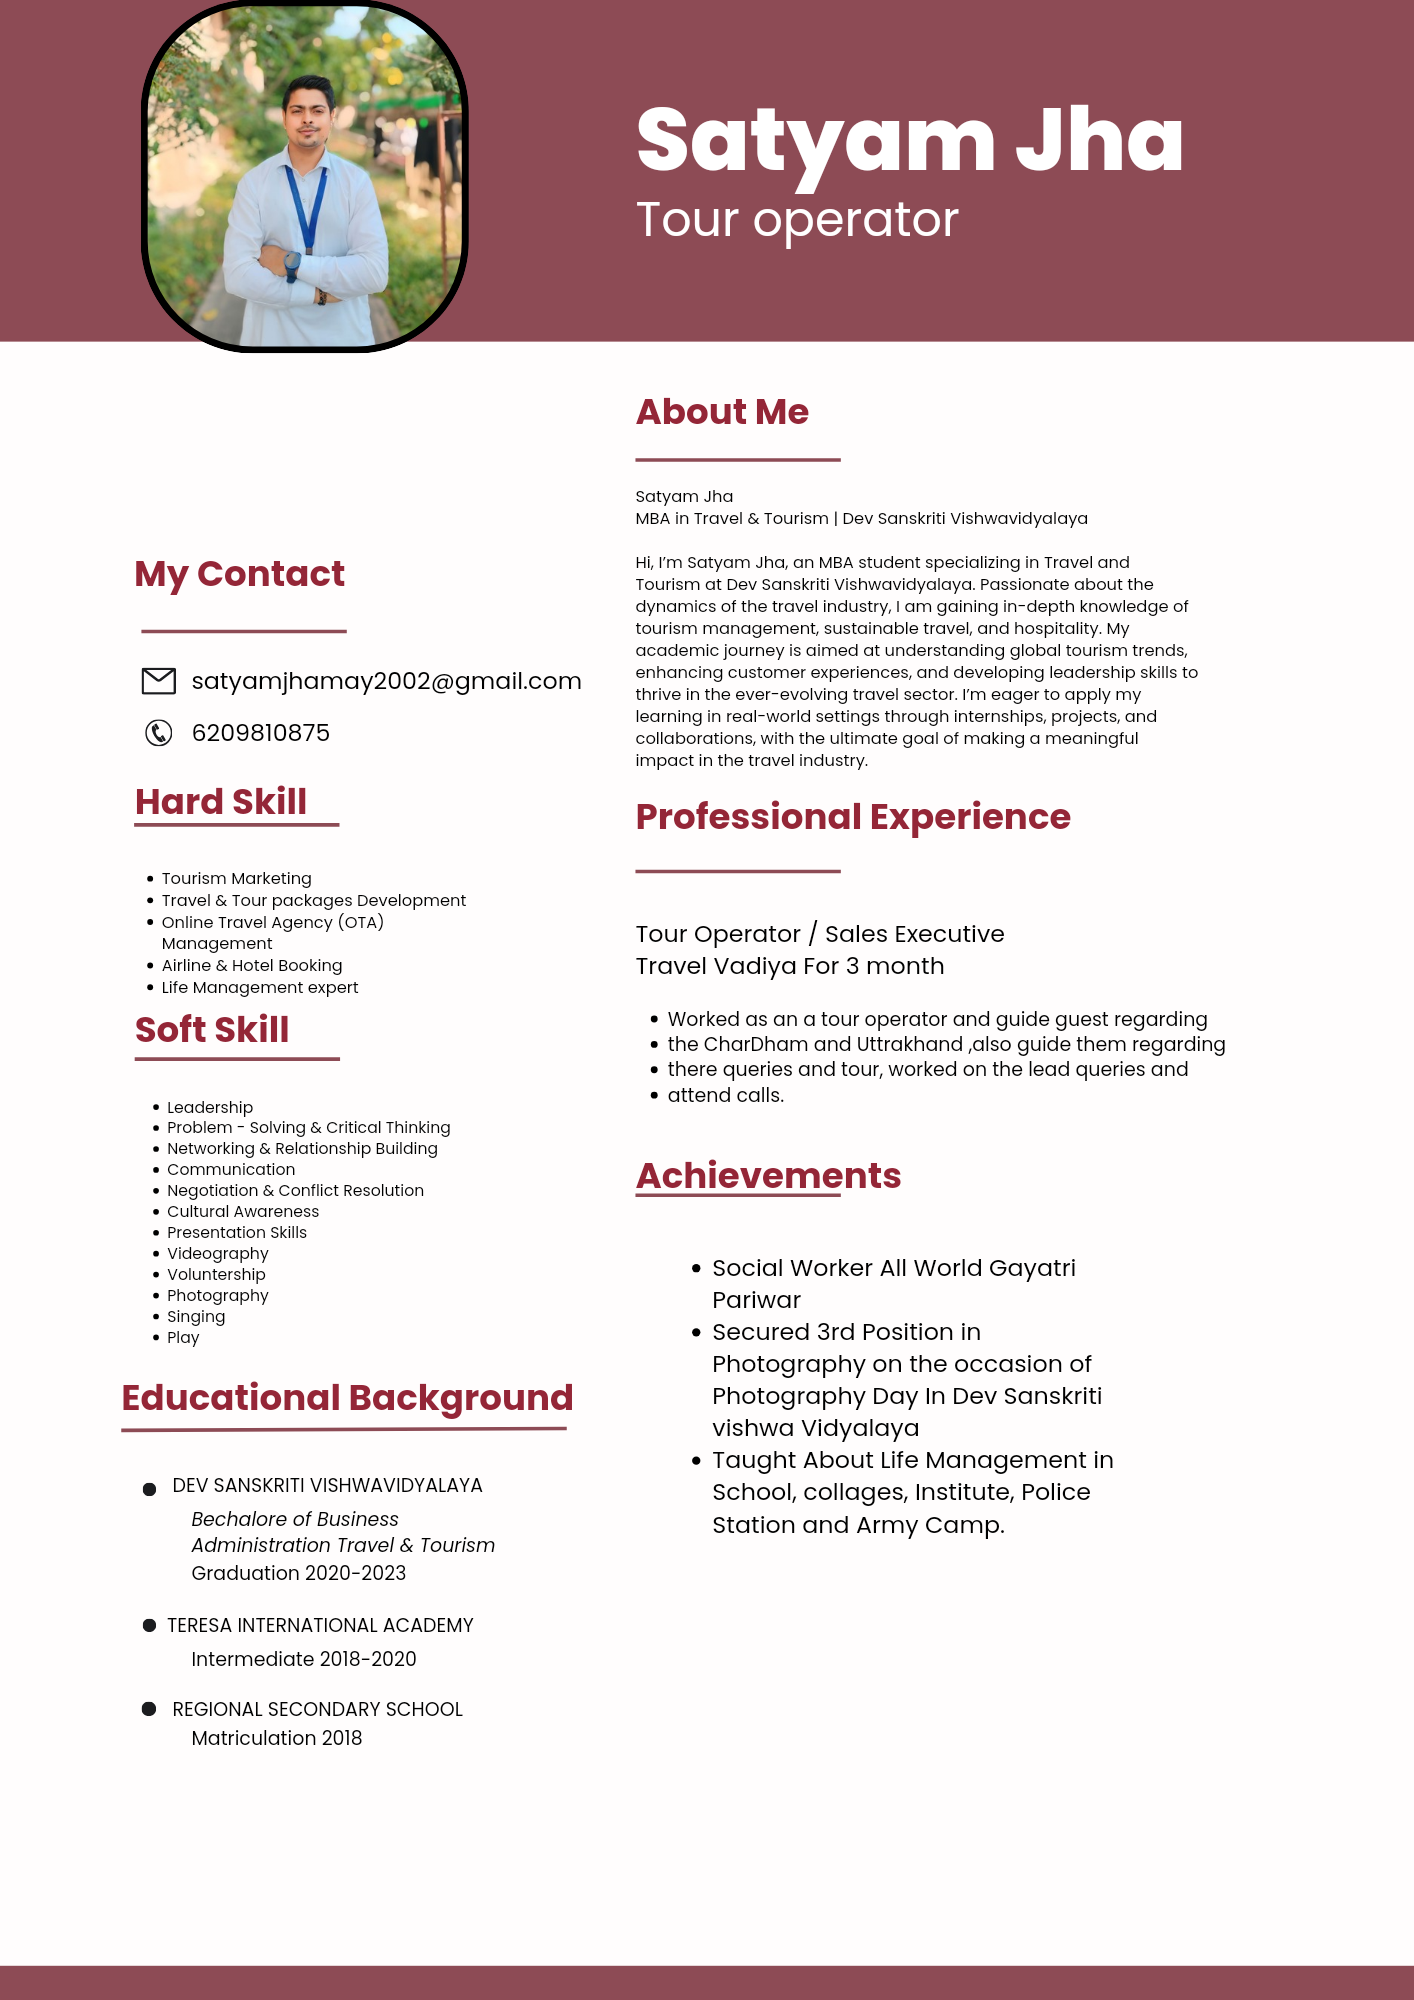 Satyam Jha
Tour operator
My Contact
satyamjhamay2002@gmail.com
6209810875
Hard Skill
Tourism Marketing
Travel & Tour packages Development
Online Travel Agency (OTA)
Management
Airline & Hotel Booking
Life Management expert
Soft Skill
Leadership
Problem - Solving & Critical Thinking
Networking & Relationship Building
Communication
Negotiation & Conflict Resolution
Cultural Awareness
Presentation Skills
Videography
Voluntership
Photography
Singing
Play
Educational Background
DEV SANSKRITI VISHWAVIDYALAYA
Bechalore of Business
Administration Travel & Tourism
Graduation 2020-2023
TERESA INTERNATIONAL ACADEMY
Intermediate 2018-2020
REGIONAL SECONDARY SCHOOL
Matriculation 2018
About Me
Satyam Jha
MBA in Travel & Tourism | Dev Sanskriti Vishwavidyalaya
Hi, I’m Satyam Jha, an MBA student specializing in Travel and
Tourism at Dev Sanskriti Vishwavidyalaya. Passionate about the
dynamics of the travel industry, I am gaining in-depth knowledge of
tourism management, sustainable travel, and hospitality. My
academic journey is aimed at understanding global tourism trends,
enhancing customer experiences, and developing leadership skills to
thrive in the ever-evolving travel sector. I’m eager to apply my
learning in real-world settings through internships, projects, and
collaborations, with the ultimate goal of making a meaningful
impact in the travel industry.
Professional Experience
Tour Operator / Sales Executive
Travel Vadiya For 3 month
Worked as an a tour operator and guide guest regarding
the CharDham and Uttrakhand ,also guide them regarding
there queries and tour, worked on the lead queries and
attend calls.
Achievements
Social Worker All World Gayatri
Pariwar
Secured 3rd Position in
Photography on the occasion of
Photography Day In Dev Sanskriti
vishwa Vidyalaya
Taught About Life Management in
School, collages, Institute, Police
Station and Army Camp.